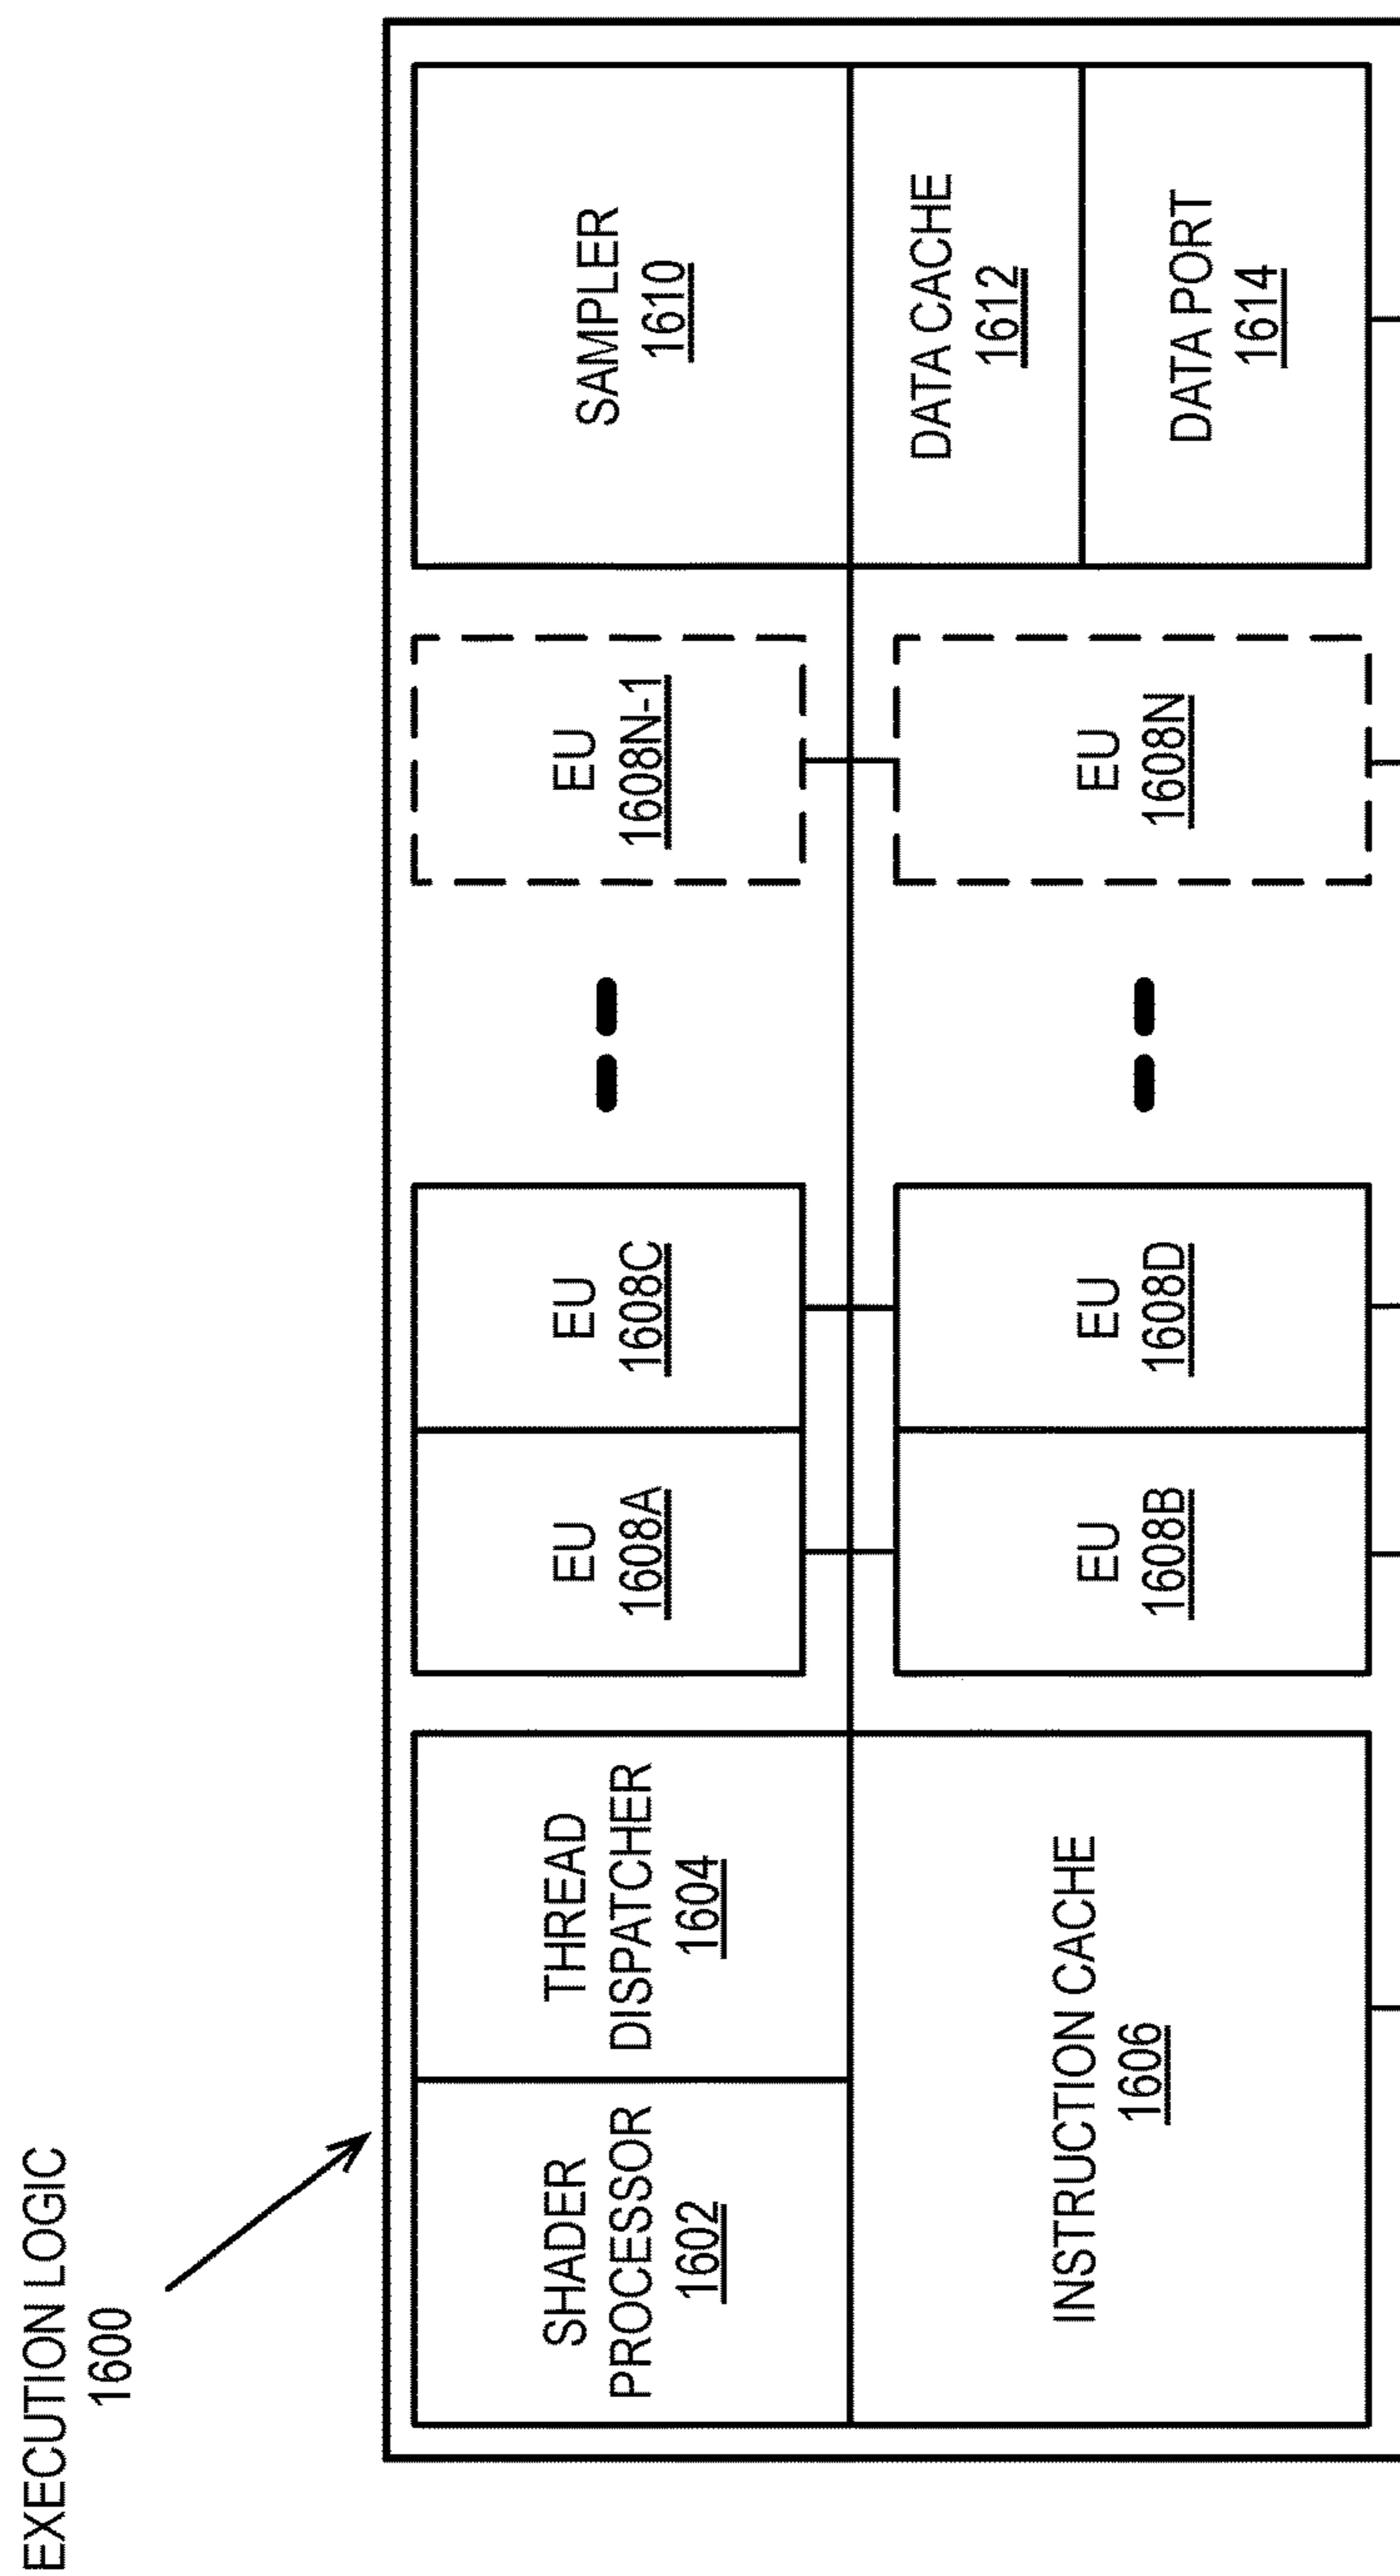 EXECUTION LOGIC
1600
SHADER
PROCESSOR
1602
THREAD
DISPATCHER
1604
INSTRUCTION CACHE
1606
EU
1608A
EU
1608C
EU
1608B
EU
1608D
EU
1608N-1
EU
1608N
SAMPLER
1610
DATA CACHE
1612
DATA PORT
1614